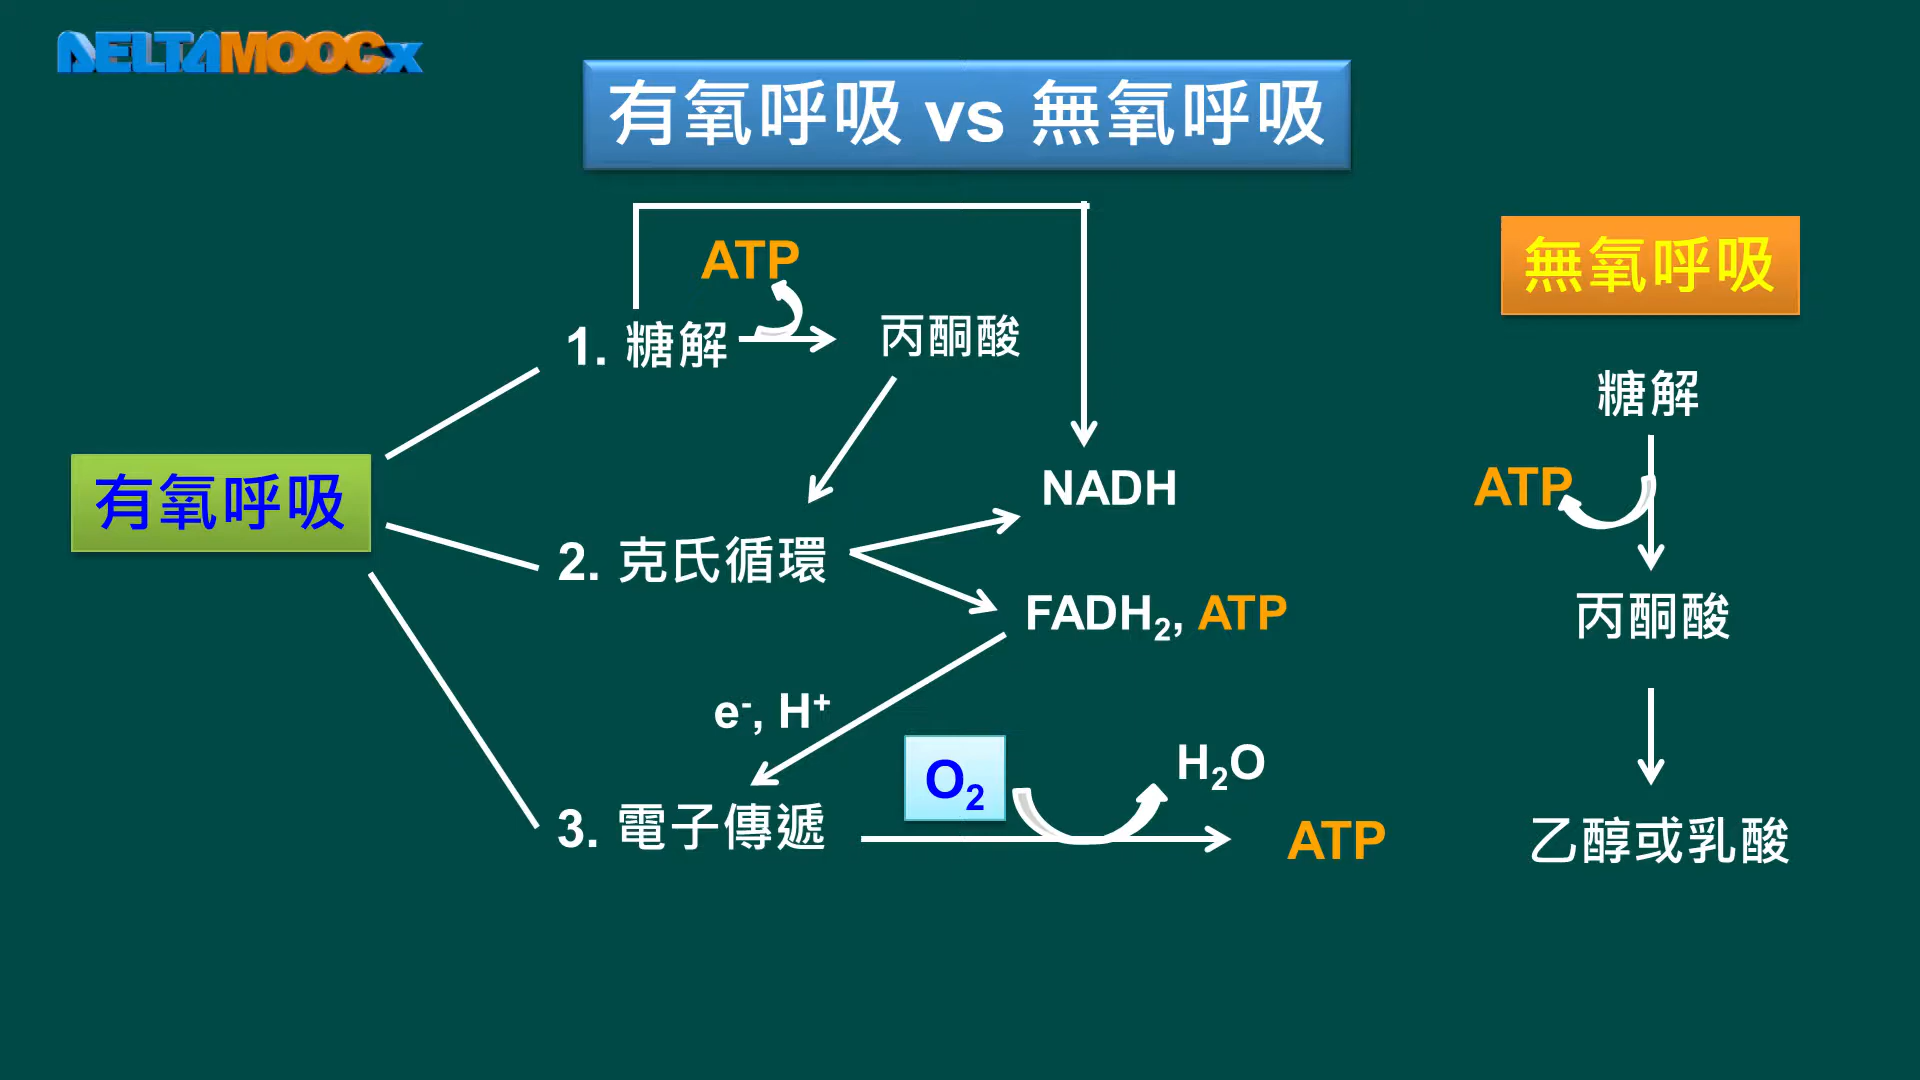 DELTAMOOCx
有氧呼吸 vs 無氧呼吸
ATP
1. 糖解
丙酮酸
有氧呼吸
2. 克氏循環
NADH
FADH₂, ATP
e⁻, H⁺
O₂
H₂O
3. 電子傳遞
ATP
無氧呼吸
糖解
ATP
丙酮酸
乙醇或乳酸